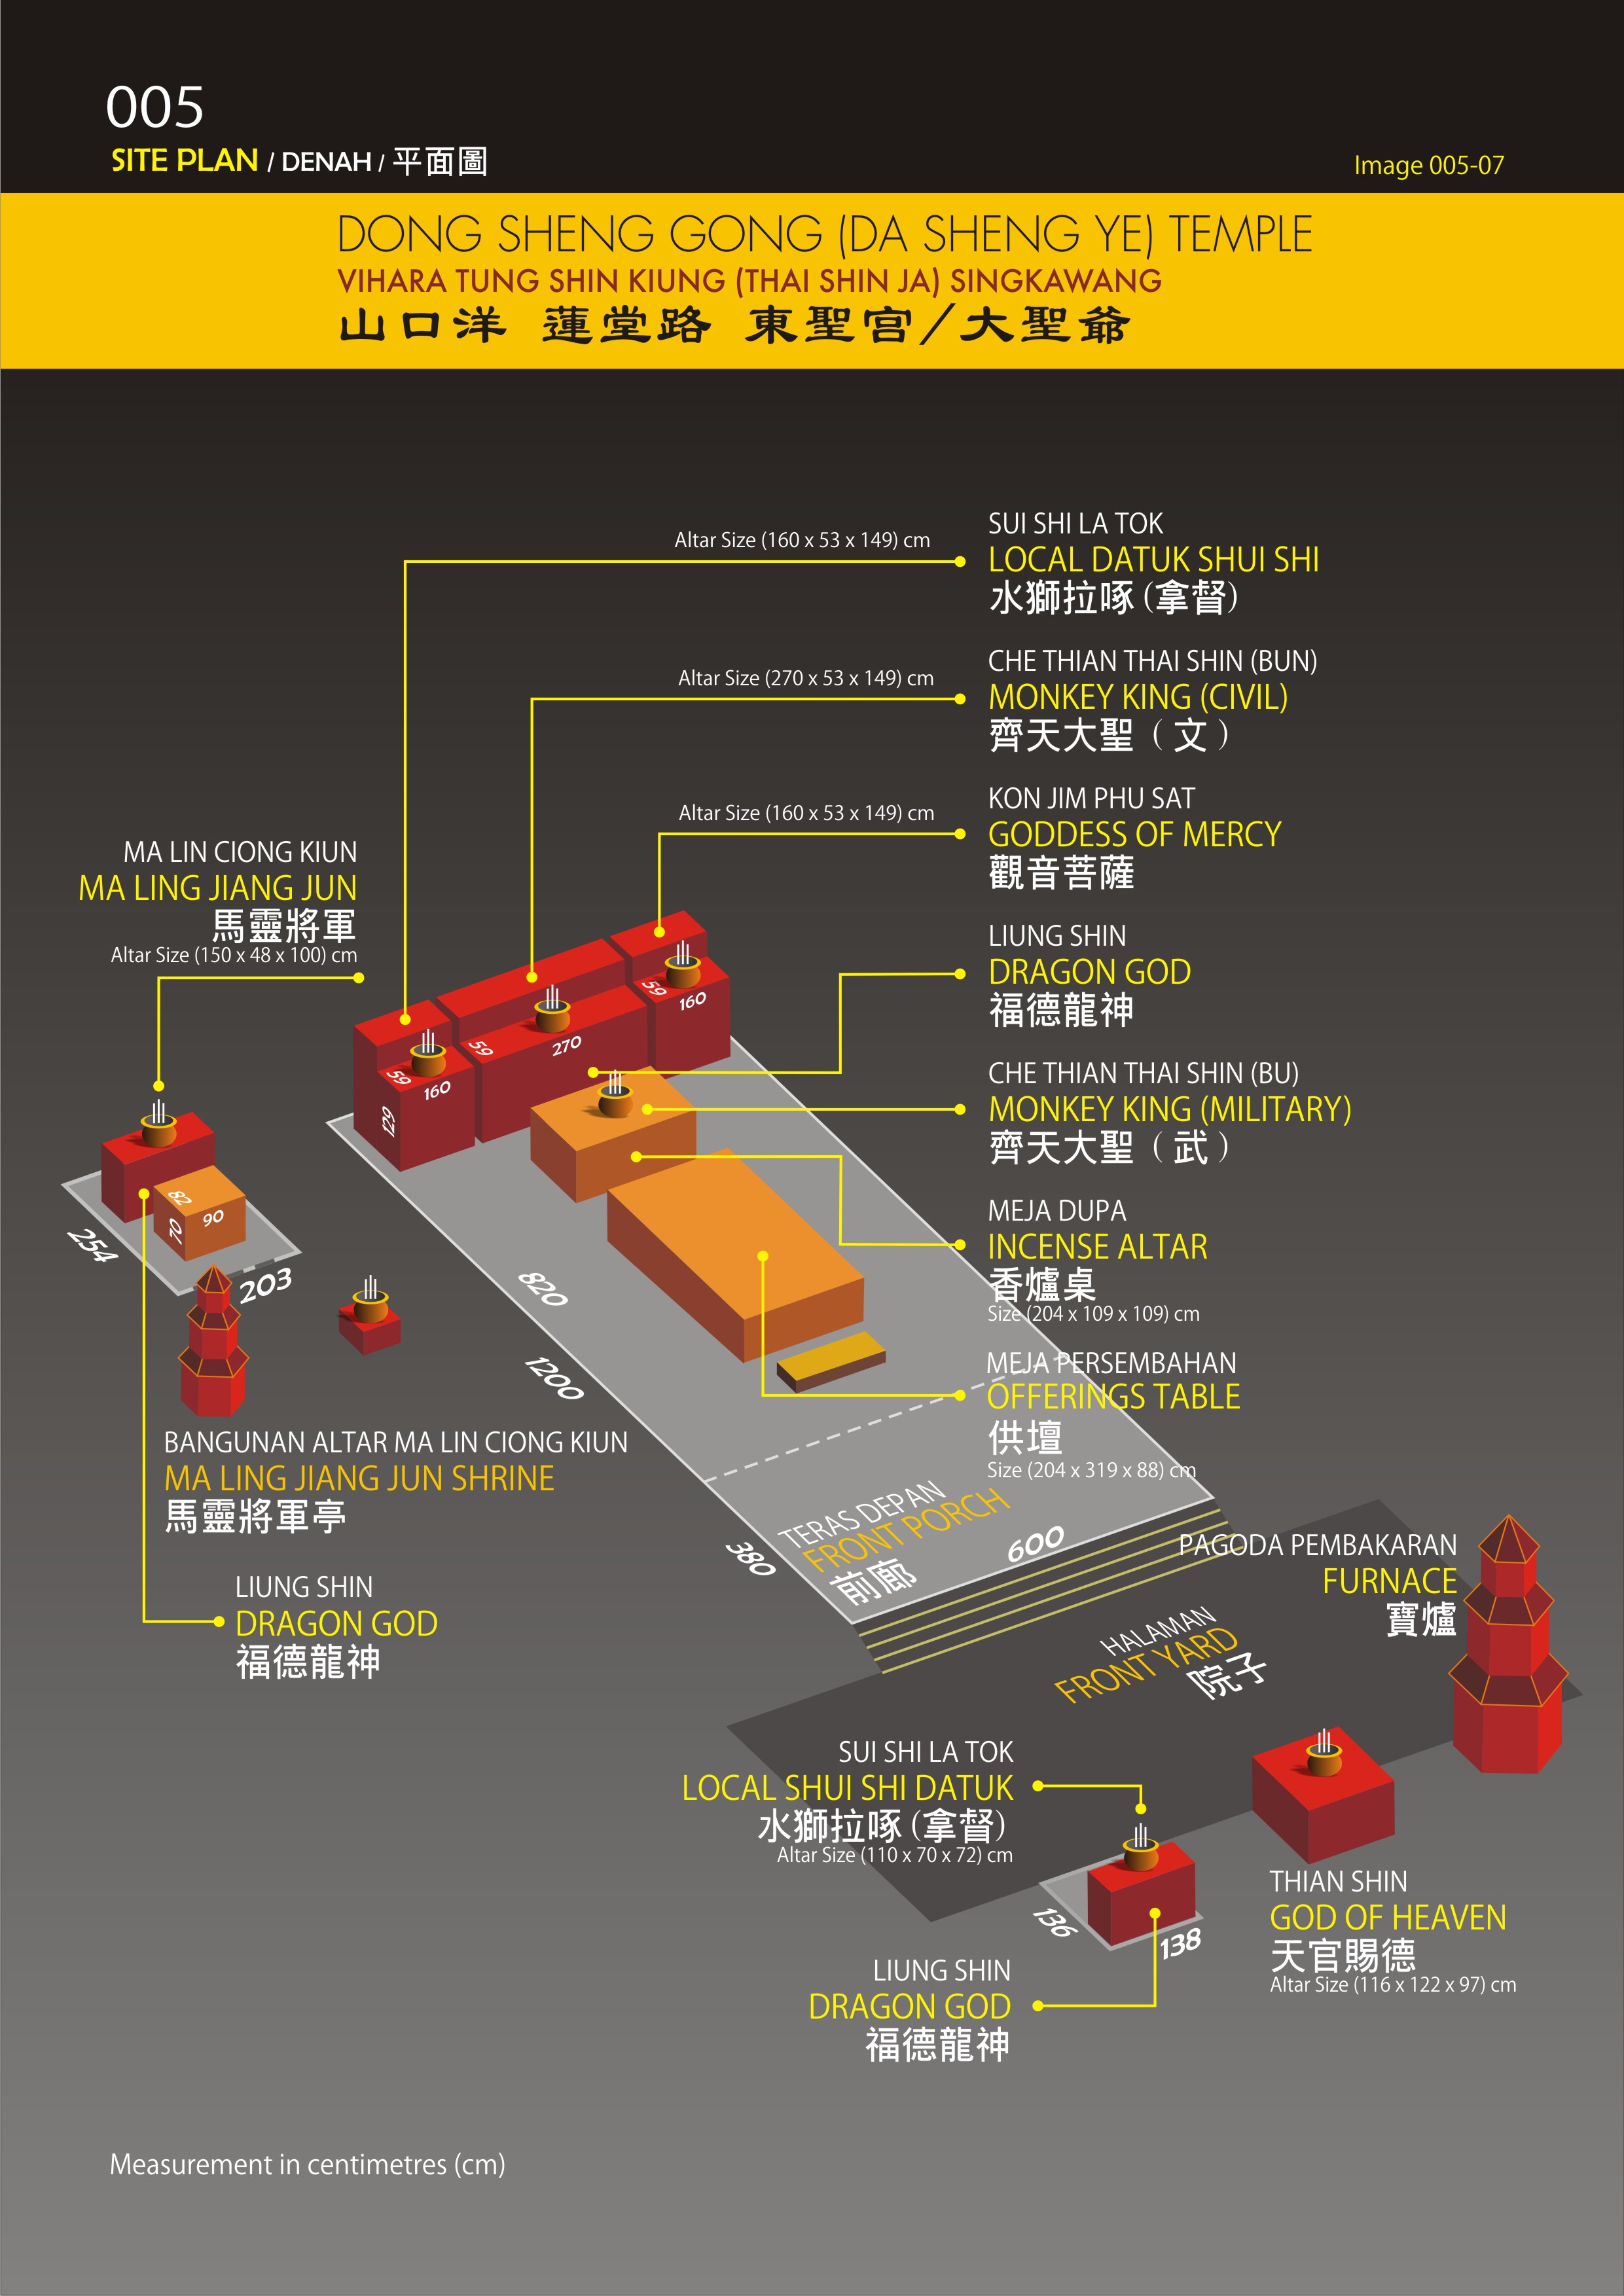 005
SITE PLAN / DENAH / 平面圖
Image 005-07
DONG SHENG GONG (DA SHENG YE) TEMPLE
VIHARA TUNG SHIN KIUNG (THAI SHIN JA) SINGKAWANG
山口洋 蓮堂路 東聖宮/大聖爺
Altar Size (160 x 53 x 149) cm
SUI SHI LA TOK
LOCAL DATUK SHUI SHI
水獅拉啄 (拿督)
Altar Size (270 x 53 x 149) cm
CHE THIAN THAI SHIN (BUN)
MONKEY KING (CIVIL)
齊天大聖 ( 文 )
Altar Size (160 x 53 x 149) cm
KON JIM PHU SAT
GODDESS OF MERCY
觀音菩薩
MA LIN CIONG KIUN
MA LING JIANG JUN
馬靈將軍
Altar Size (150 x 48 x 100) cm
LIUNG SHIN
DRAGON GOD
福德龍神
CHE THIAN THAI SHIN (BU)
MONKEY KING (MILITARY)
齊天大聖 ( 武 )
MEJA DUPA
INCENSE ALTAR
香爐桌
Size (204 x 109 x 109) cm
MEJA PERSEMBAHAN
OFFERINGS TABLE
供壇
Size (204 x 319 x 88) cm
59
160
59
270
59
160
129
82
90
70
254
203
820
1200
380
600
BANGUNAN ALTAR MA LIN CIONG KIUN
MA LING JIANG JUN SHRINE
馬靈將軍亭
LIUNG SHIN
DRAGON GOD
福德龍神
TERAS DEPAN
FRONT PORCH
前廊
PAGODA PEMBAKARAN
FURNACE
寶爐
HALAMAN
FRONT YARD
院子
SUI SHI LA TOK
LOCAL SHUI SHI DATUK
水獅拉啄 (拿督)
Altar Size (110 x 70 x 72) cm
136
138
THIAN SHIN
GOD OF HEAVEN
天官賜德
Altar Size (116 x 122 x 97) cm
LIUNG SHIN
DRAGON GOD
福德龍神
Measurement in centimetres (cm)